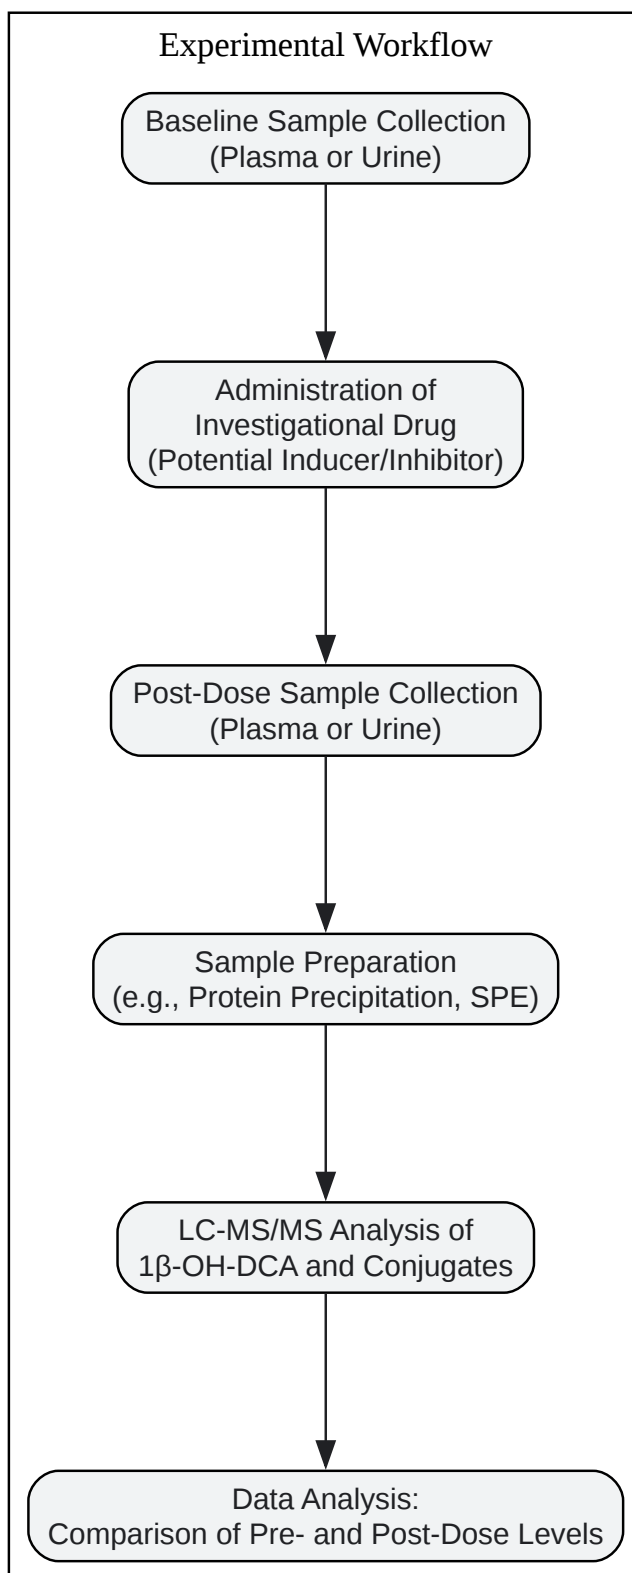 Experimental Workflow
Baseline Sample Collection
(Plasma or Urine)
Administration of
Investigational Drug
(Potential Inducer/Inhibitor)
Post-Dose Sample Collection
(Plasma or Urine)
Sample Preparation
(e.g., Protein Precipitation, SPE)
LC-MS/MS Analysis of
1β-OH-DCA and Conjugates
Data Analysis:
Comparison of Pre- and Post-Dose Levels